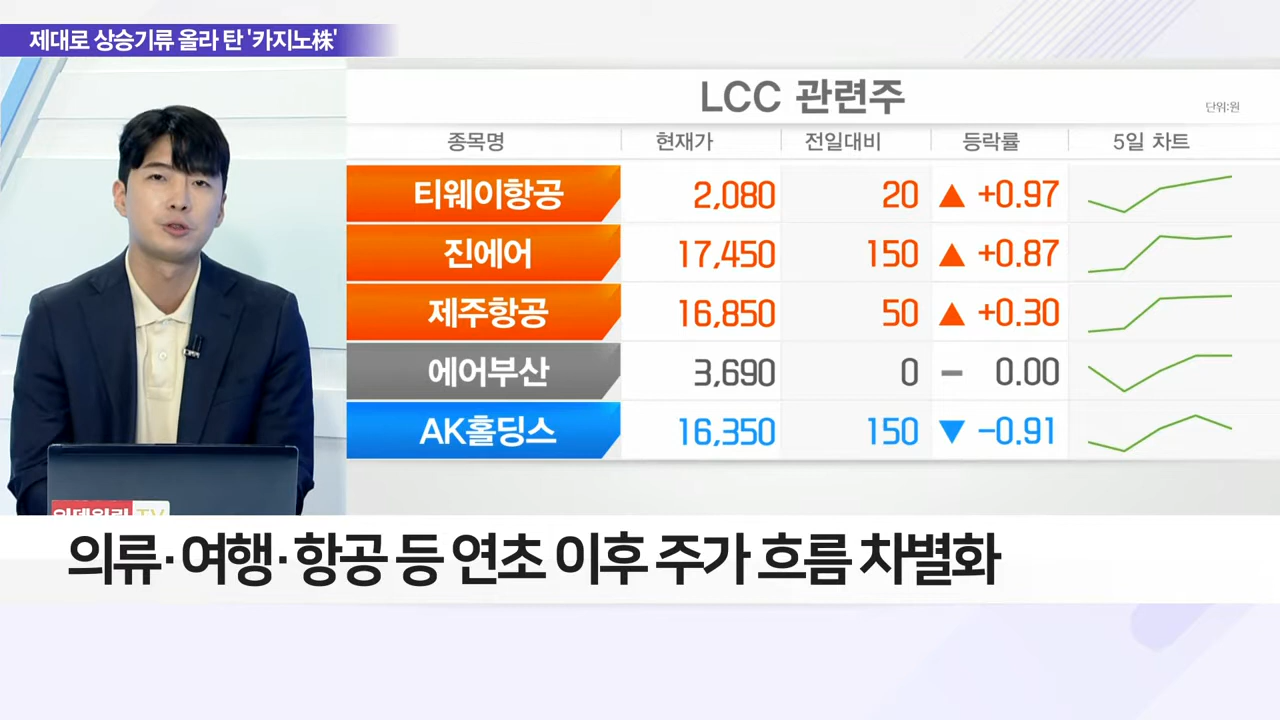 제대로 상승기류 올라 탄 '카지노株'
LCC 관련주
단위:원
종목명 현재가 전일대비 등락률 5일 차트
티웨이항공 2,080 20 ▲ +0.97
진에어 17,450 150 ▲ +0.87
제주항공 16,850 50 ▲ +0.30
에어부산 3,690 0 － 0.00
AK홀딩스 16,350 150 ▼ -0.91
TV
의류·여행·항공 등 연초 이후 주가 흐름 차별화